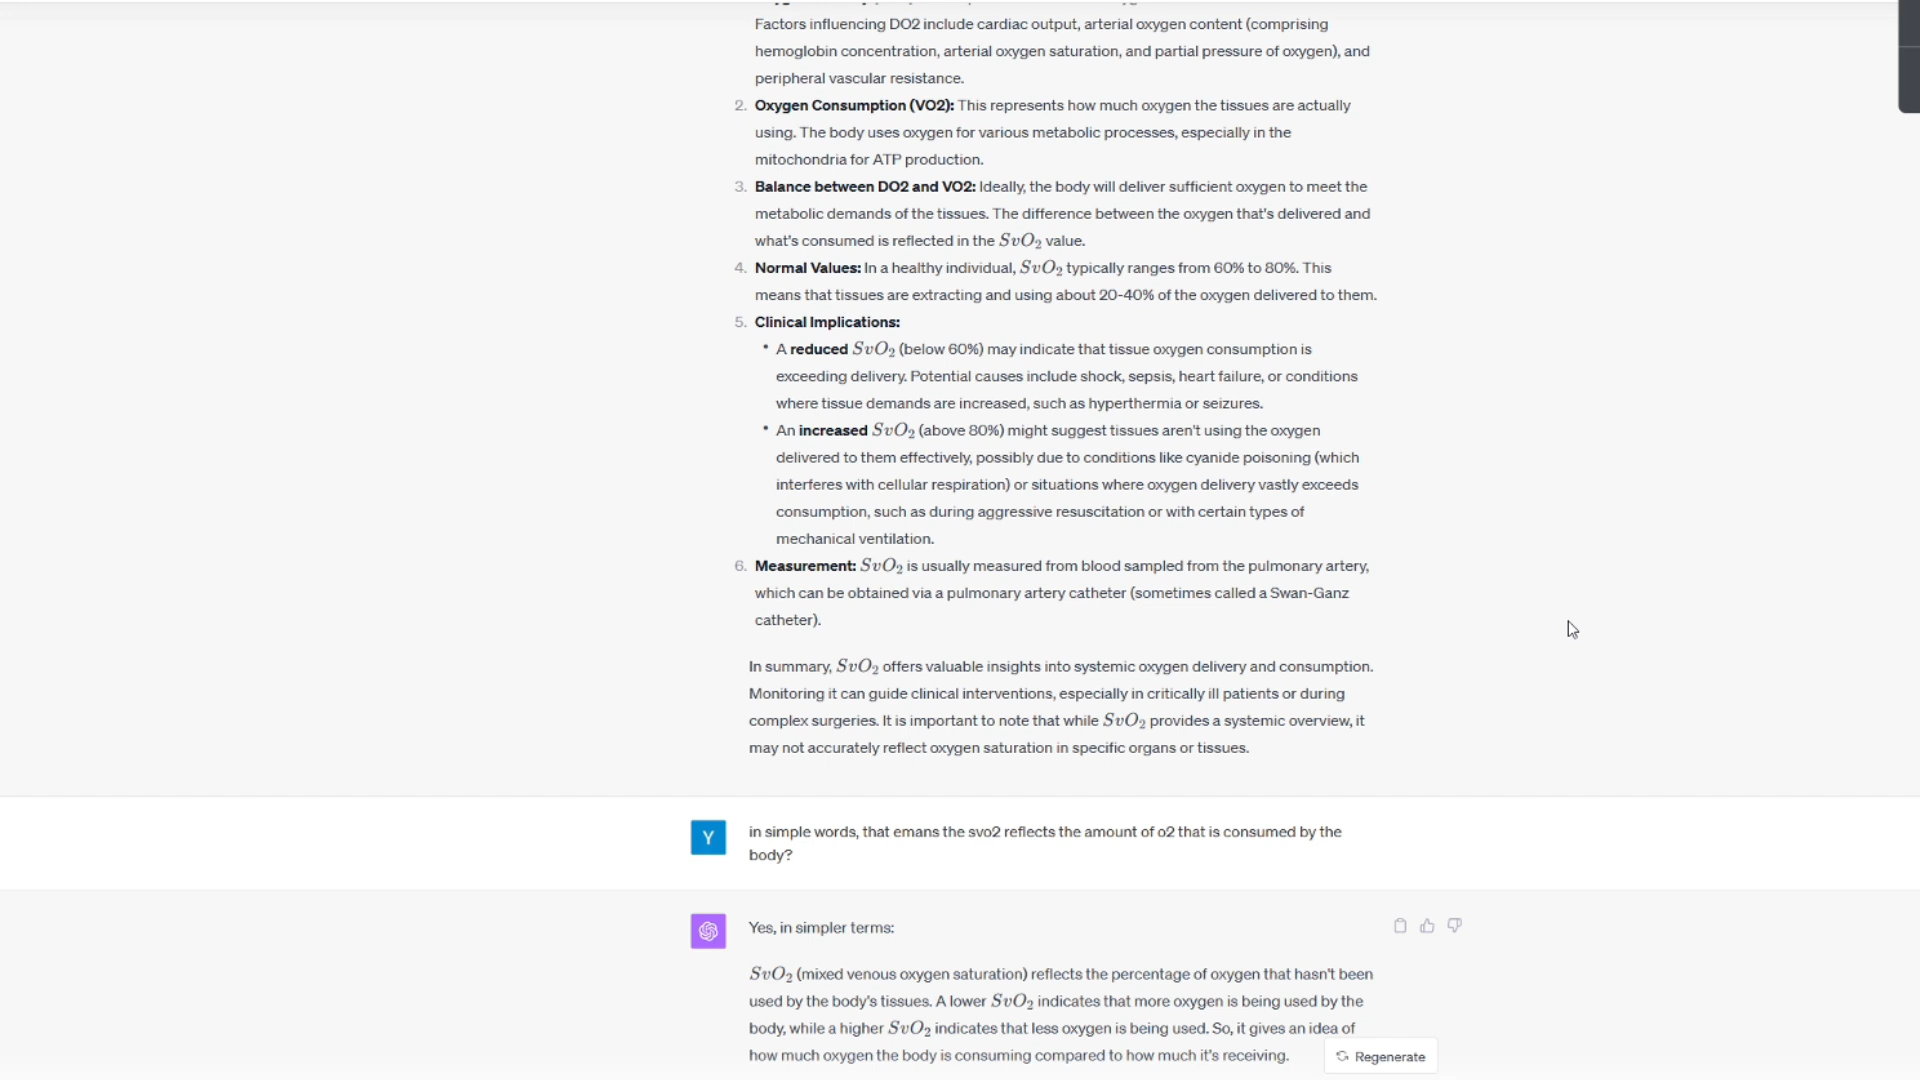 Factors influencing DO2 include cardiac output, arterial oxygen content (comprising
hemoglobin concentration, arterial oxygen saturation, and partial pressure of oxygen), and
peripheral vascular resistance.
2. Oxygen Consumption (VO2): This represents how much oxygen the tissues are actually
using. The body uses oxygen for various metabolic processes, especially in the
mitochondria for ATP production.
3. Balance between DO2 and VO2: Ideally, the body will deliver sufficient oxygen to meet the
metabolic demands of the tissues. The difference between the oxygen that's delivered and
what's consumed is reflected in the SvO₂ value.
4. Normal Values: In a healthy individual, SvO₂ typically ranges from 60% to 80%. This
means that tissues are extracting and using about 20-40% of the oxygen delivered to them.
5. Clinical Implications:
• A reduced SvO₂ (below 60%) may indicate that tissue oxygen consumption is
exceeding delivery. Potential causes include shock, sepsis, heart failure, or conditions
where tissue demands are increased, such as hyperthermia or seizures.
• An increased SvO₂ (above 80%) might suggest tissues aren't using the oxygen
delivered to them effectively, possibly due to conditions like cyanide poisoning (which
interferes with cellular respiration) or situations where oxygen delivery vastly exceeds
consumption, such as during aggressive resuscitation or with certain types of
mechanical ventilation.
6. Measurement: SvO₂ is usually measured from blood sampled from the pulmonary artery,
which can be obtained via a pulmonary artery catheter (sometimes called a Swan-Ganz
catheter).
In summary, SvO₂ offers valuable insights into systemic oxygen delivery and consumption.
Monitoring it can guide clinical interventions, especially in critically ill patients or during
complex surgeries. It is important to note that while SvO₂ provides a systemic overview, it
may not accurately reflect oxygen saturation in specific organs or tissues.
Y
in simple words, that emans the svo2 reflects the amount of o2 that is consumed by the
body?
Yes, in simpler terms:
SvO₂ (mixed venous oxygen saturation) reflects the percentage of oxygen that hasn't been
used by the body's tissues. A lower SvO₂ indicates that more oxygen is being used by the
body, while a higher SvO₂ indicates that less oxygen is being used. So, it gives an idea of
how much oxygen the body is consuming compared to how much it's receiving.
Regenerate